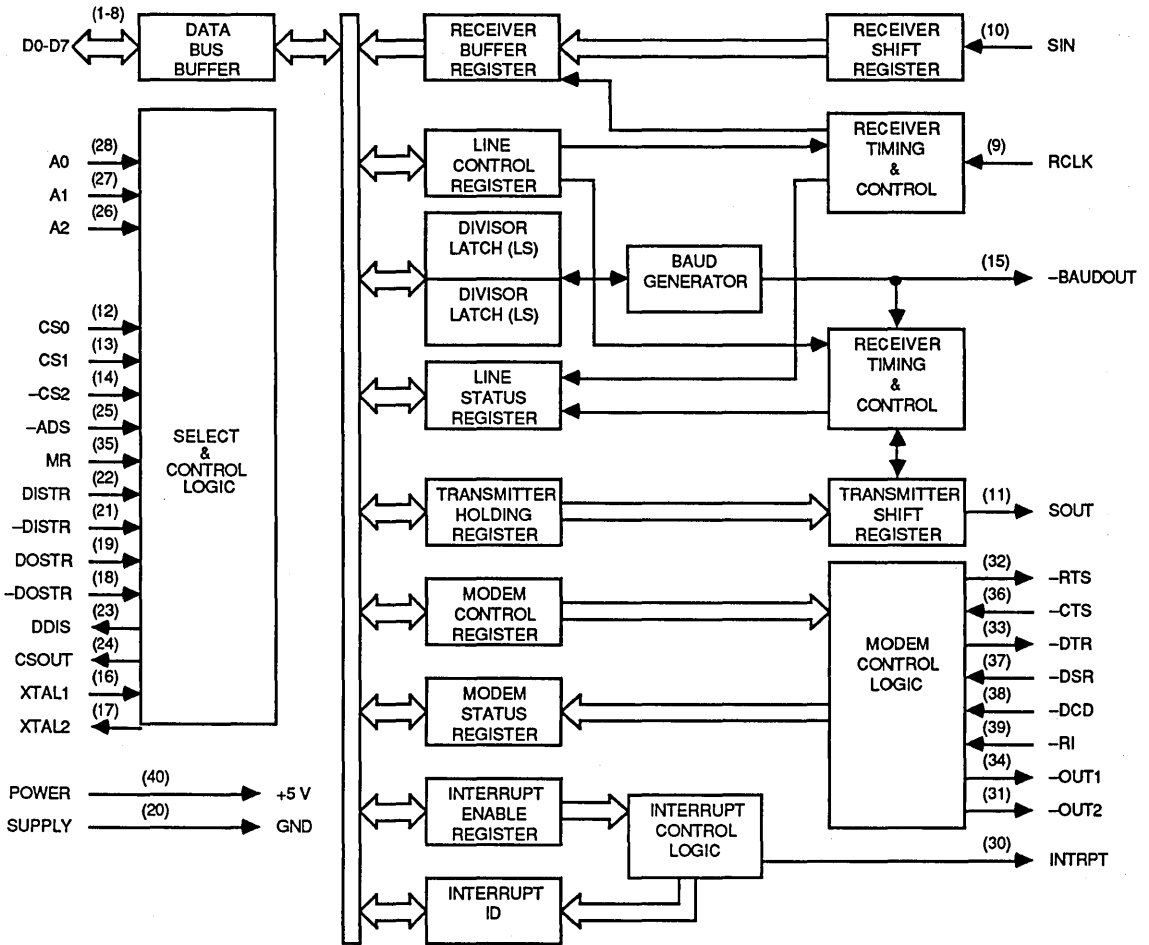 (1-8)
D0-D7
DATA
BUS
BUFFER
RECEIVER
BUFFER
REGISTER
RECEIVER
SHIFT
REGISTER
(10)
SIN
A0
(28)
A1
(27)
A2
(26)
CS0
(12)
CS1
(13)
–CS2
(14)
–ADS
(25)
MR
(35)
DISTR
(22)
–DISTR
(21)
DOSTR
(19)
–DOSTR
(18)
DDIS
(23)
CSOUT
(24)
XTAL1
(16)
XTAL2
(17)
SELECT
&
CONTROL
LOGIC
POWER
(40)
+5 V
SUPPLY
(20)
GND
LINE
CONTROL
REGISTER
RECEIVER
TIMING
&
CONTROL
(9)
RCLK
DIVISOR
LATCH (LS)
DIVISOR
LATCH (LS)
BAUD
GENERATOR
(15)
–BAUDOUT
LINE
STATUS
REGISTER
RECEIVER
TIMING
&
CONTROL
TRANSMITTER
HOLDING
REGISTER
TRANSMITTER
SHIFT
REGISTER
(11)
SOUT
MODEM
CONTROL
REGISTER
MODEM
STATUS
REGISTER
MODEM
CONTROL
LOGIC
(32)
–RTS
(36)
–CTS
(33)
–DTR
(37)
–DSR
(38)
–DCD
(39)
–RI
(34)
–OUT1
(31)
–OUT2
INTERRUPT
ENABLE
REGISTER
INTERRUPT
CONTROL
LOGIC
(30)
INTRPT
INTERRUPT
ID